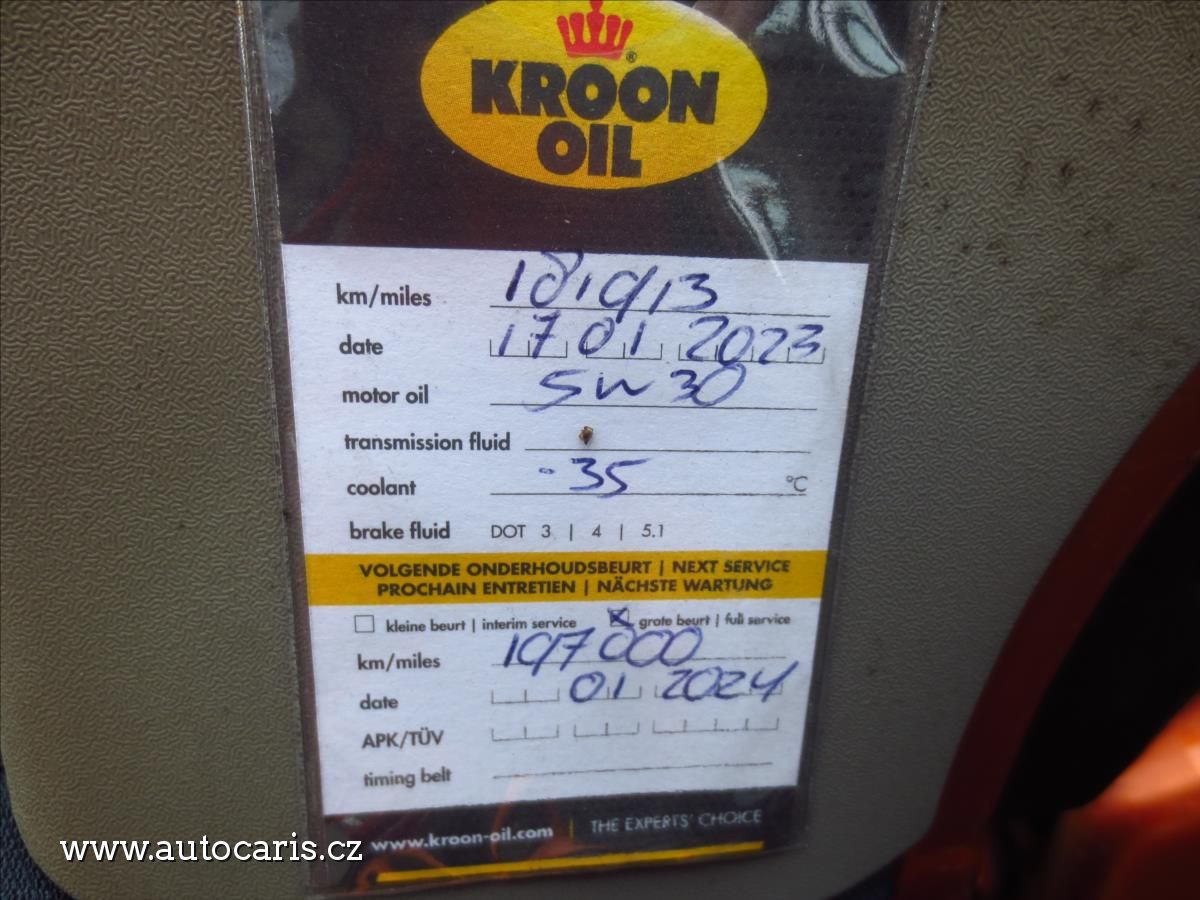 KROON
OIL
®
km/miles 181913
date 17 01 2023
motor oil 5W30
transmission fluid
coolant -35 °C
brake fluid DOT 3 | 4 | 5.1
VOLGENDE ONDERHOUDSBEURT | NEXT SERVICE
PROCHAIN ENTRETIEN | NÄCHSTE WARTUNG
kleine beurt | interim service grote beurt | full service
km/miles 197000
date 01 2024
APK/TÜV
timing belt
www.kroon-oil.com | THE EXPERTS' CHOICE
www.autocaris.cz